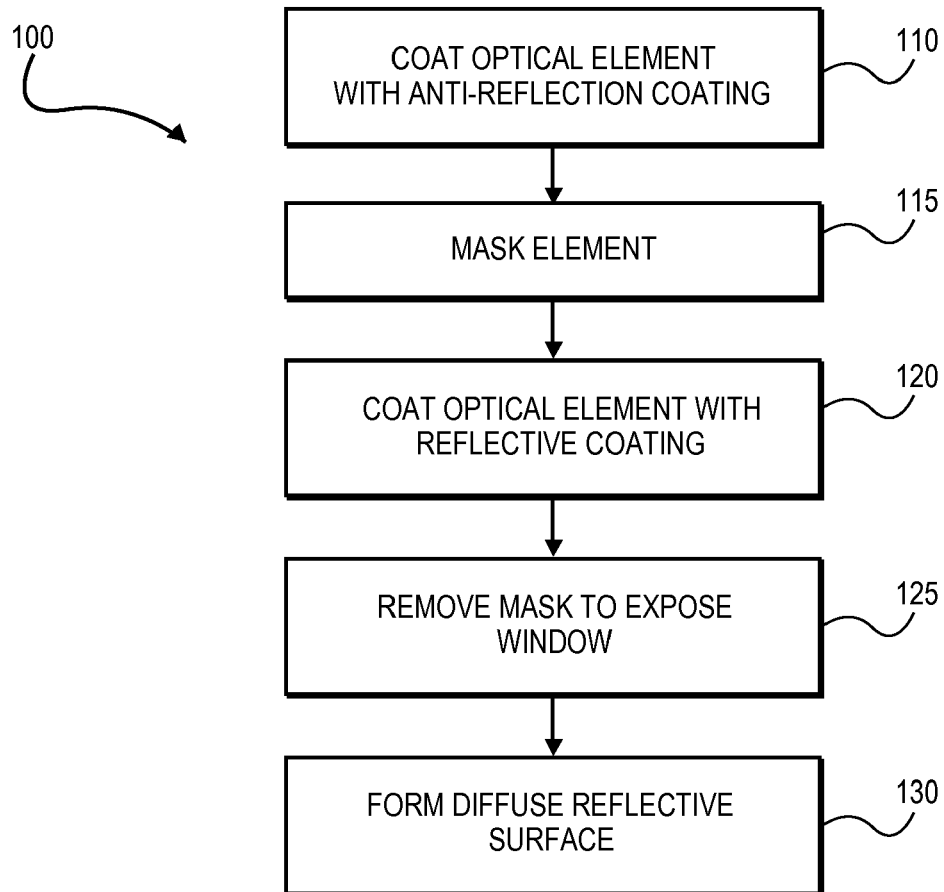 100
COAT OPTICAL ELEMENT
WITH ANTI-REFLECTION COATING
110
MASK ELEMENT
115
COAT OPTICAL ELEMENT WITH
REFLECTIVE COATING
120
REMOVE MASK TO EXPOSE
WINDOW
125
FORM DIFFUSE REFLECTIVE
SURFACE
130